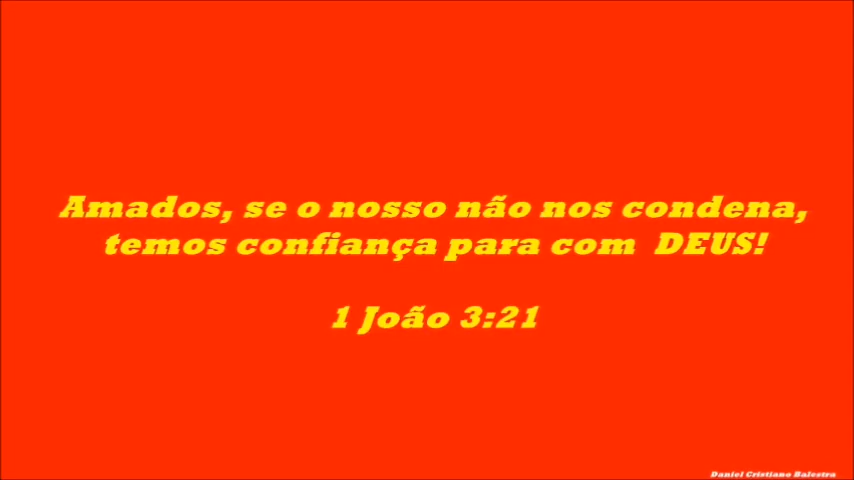 Amados, se o nosso não nos condena,
temos confiança para com DEUS!
1 João 3:21
Daniel Cristiano Balestra